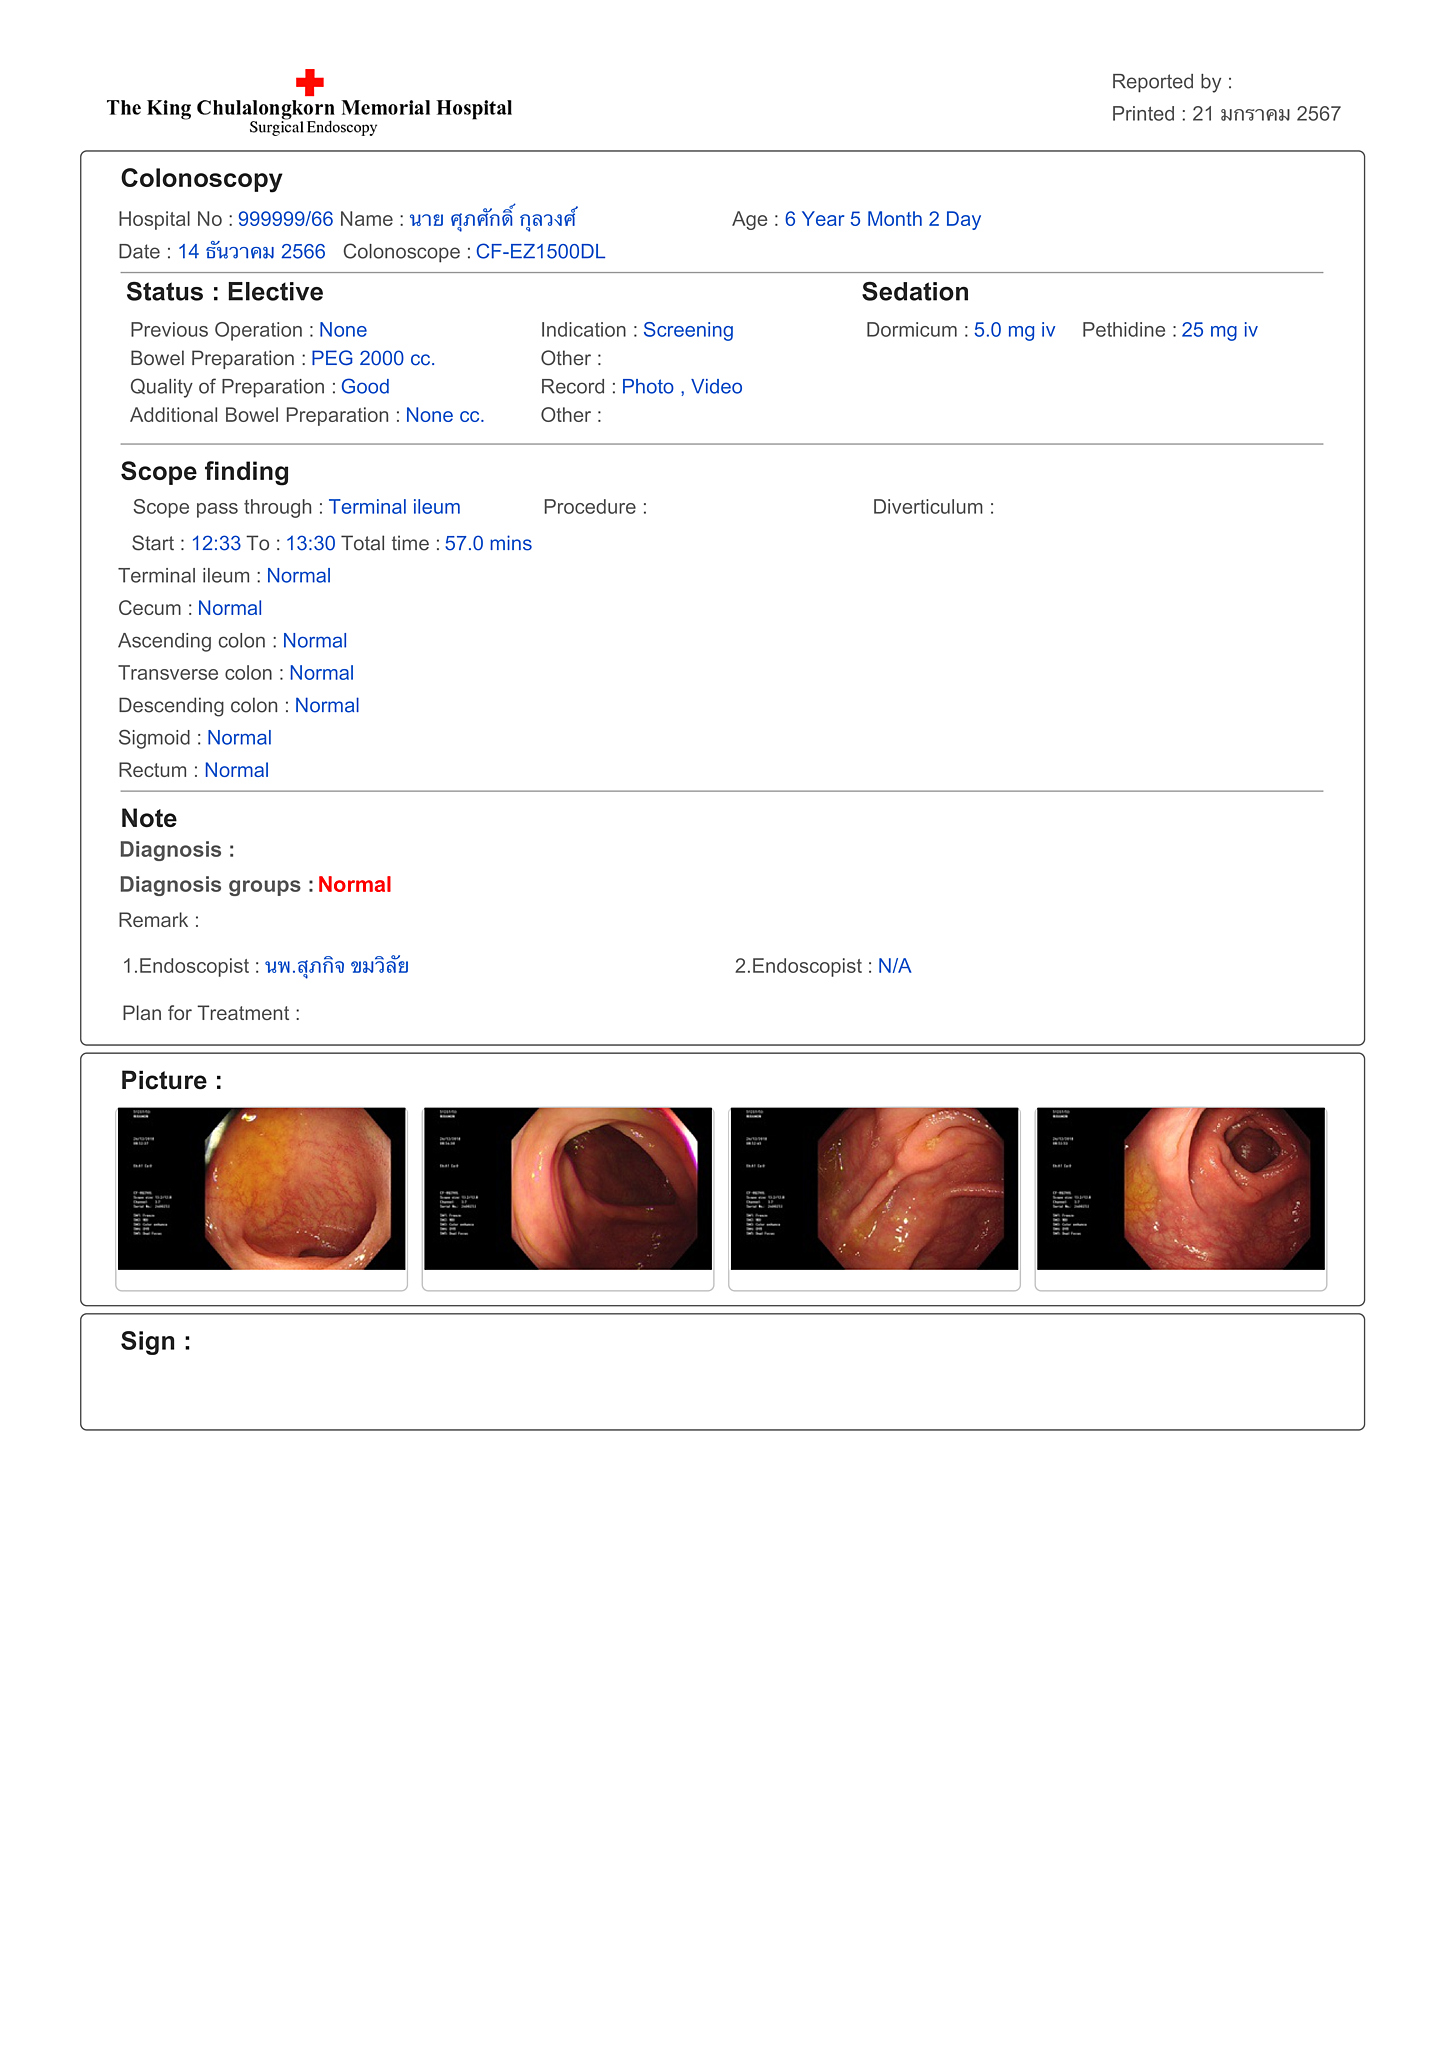 The King Chulalongkorn Memorial Hospital
Surgical Endoscopy
Reported by :
Printed : 21 มกราคม 2567
Colonoscopy
Hospital No : 999999/66 Name : นาย ศุภศักดิ์ กุลวงศ์ Age : 6 Year 5 Month 2 Day
Date : 14 ธันวาคม 2566 Colonoscope : CF-EZ1500DL
Status : Elective Sedation
Previous Operation : None Indication : Screening Dormicum : 5.0 mg iv Pethidine : 25 mg iv
Bowel Preparation : PEG 2000 cc. Other :
Quality of Preparation : Good Record : Photo , Video
Additional Bowel Preparation : None cc. Other :
Scope finding
Scope pass through : Terminal ileum Procedure : Diverticulum :
Start : 12:33 To : 13:30 Total time : 57.0 mins
Terminal ileum : Normal
Cecum : Normal
Ascending colon : Normal
Transverse colon : Normal
Descending colon : Normal
Sigmoid : Normal
Rectum : Normal
Note
Diagnosis :
Diagnosis groups : Normal
Remark :
1.Endoscopist : นพ.สุภกิจ ขมวิลัย 2.Endoscopist : N/A
Plan for Treatment :
Picture :
Sign :